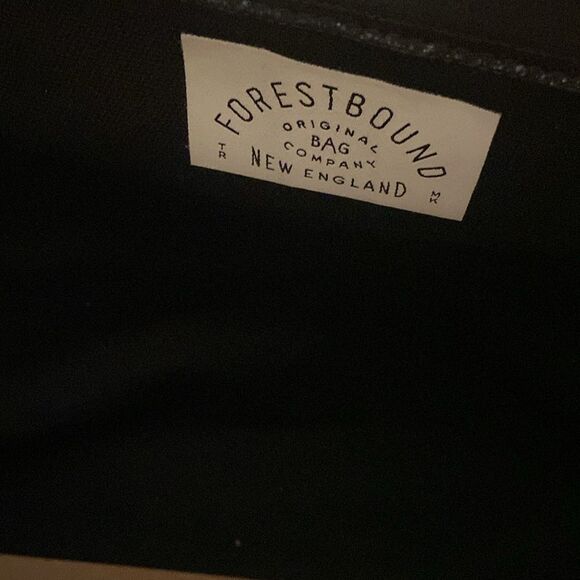 FORESTBOUND
ORIGINAL
BAG
COMPANY
TR MK
NEW ENGLAND